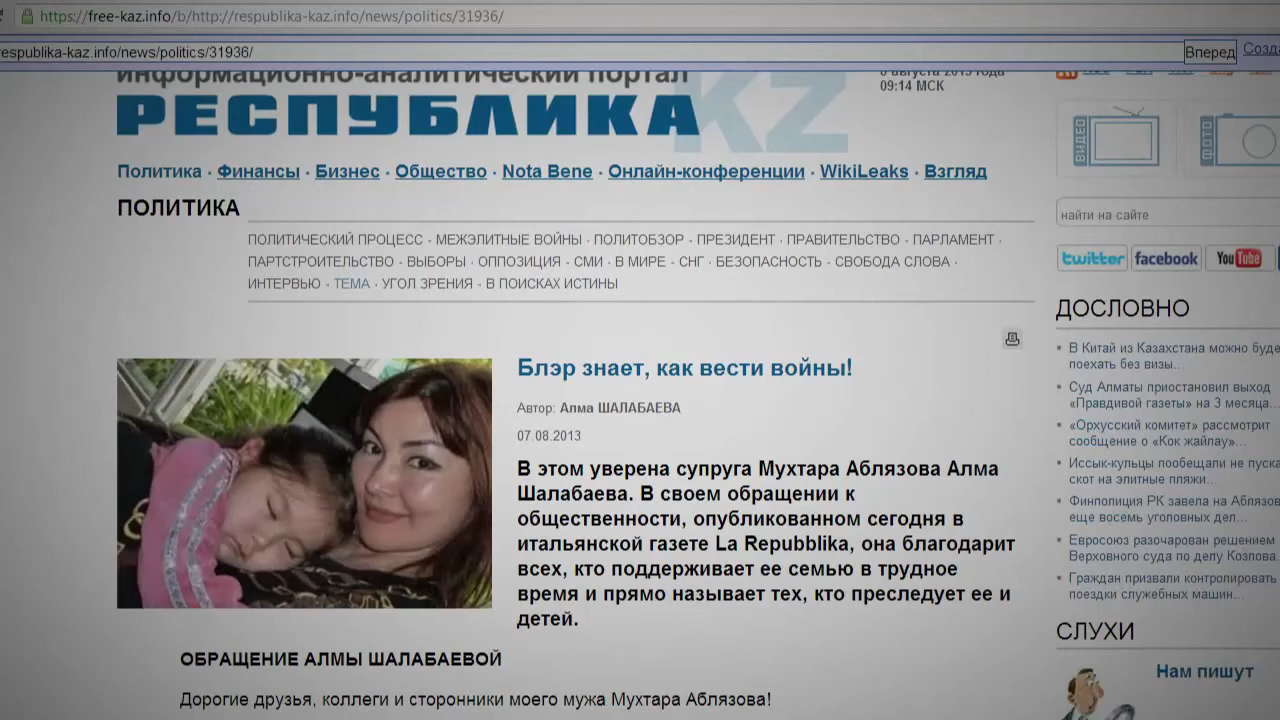 https://free-kaz.info/b/http://respublika-kaz.info/news/politics/31936/
respublika-kaz.info/news/politics/31936/
Вперед
информационно-аналитический портал
РЕСПУБЛИКА
KZ
8 августа 2013 года
09:14 МСК
ВИДЕО
ФОТО
Политика · Финансы · Бизнес · Общество · Nota Bene · Онлайн-конференции · WikiLeaks · Взгляд
ПОЛИТИКА
найти на сайте
ПОЛИТИЧЕСКИЙ ПРОЦЕСС · МЕЖЭЛИТНЫЕ ВОЙНЫ · ПОЛИТОБЗОР · ПРЕЗИДЕНТ · ПРАВИТЕЛЬСТВО · ПАРЛАМЕНТ ·
ПАРТСТРОИТЕЛЬСТВО · ВЫБОРЫ · ОППОЗИЦИЯ · СМИ · В МИРЕ · СНГ · БЕЗОПАСНОСТЬ · СВОБОДА СЛОВА ·
ИНТЕРВЬЮ · ТЕМА · УГОЛ ЗРЕНИЯ · В ПОИСКАХ ИСТИНЫ
twitter facebook YouTube
Блэр знает, как вести войны!
Автор: Алма ШАЛАБАЕВА
07.08.2013
В этом уверена супруга Мухтара Аблязова Алма
Шалабаева. В своем обращении к
общественности, опубликованном сегодня в
итальянской газете La Repubblika, она благодарит
всех, кто поддерживает ее семью в трудное
время и прямо называет тех, кто преследует ее и
детей.
ОБРАЩЕНИЕ АЛМЫ ШАЛАБАЕВОЙ
Дорогие друзья, коллеги и сторонники моего мужа Мухтара Аблязова!
ДОСЛОВНО
В Китай из Казахстана можно буде
поехать без визы..
Суд Алматы приостановил выход
«Правдивой газеты» на 3 месяца...
«Орхусский комитет» рассмотрит
сообщение о «Кок жайлау»...
Иссык-кульцы пообещали не пуска
скот на элитные пляжи...
Финполиция РК завела на Аблязов
еще восемь уголовных дел...
Евросоюз разочарован решением
Верховного суда по делу Козлова.
Граждан призвали контролировать
поездки служебных машин...
СЛУХИ
Нам пишут